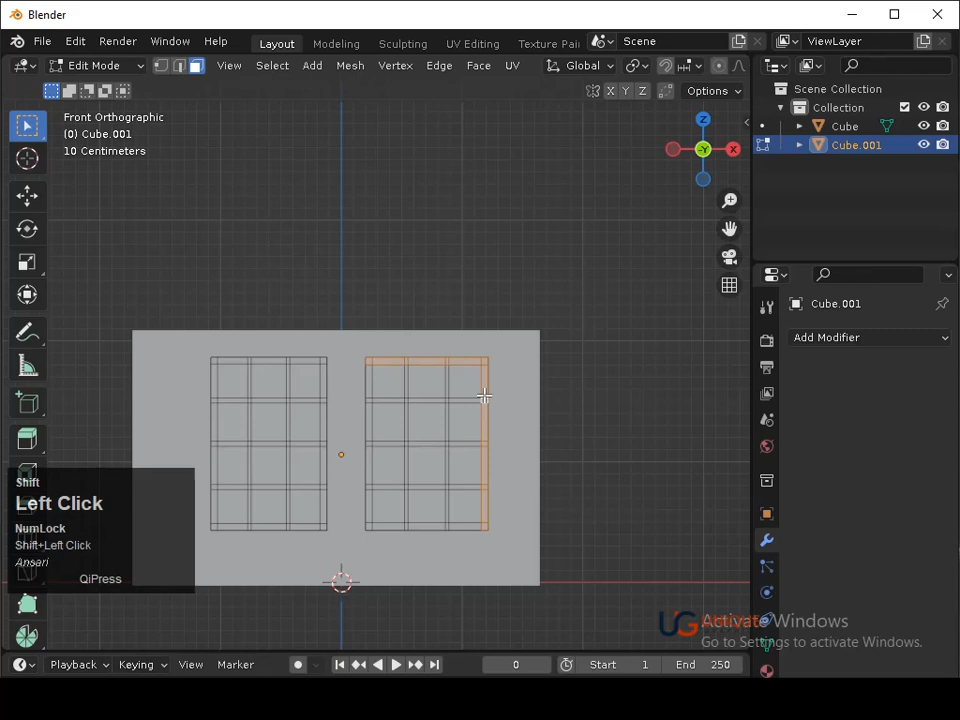 Blender
File Edit Render Window Help Layout Modeling Sculpting UV Editing Texture Pai Scene ViewLayer
Edit Mode View Select Add Mesh Vertex Edge Face UV Global
X Y Z Options
Scene Collection
Collection
Cube
Cube.001
Front Orthographic
(0) Cube.001
10 Centimeters
Z
-Y X
Cube.001
Add Modifier
Shift
Left Click
NumLock
Shift+Left Click
Ansari
QiPress
UG
Activate Windows
Go to Settings to activate Windows.
Playback Keying View Marker 0 Start 1 End 250